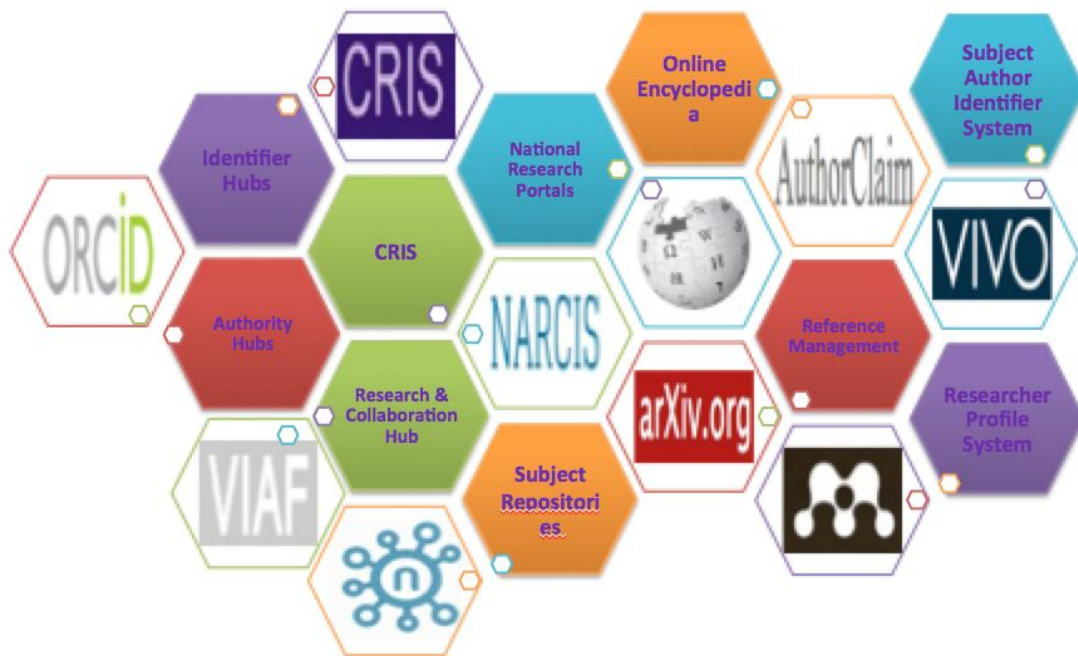 CRIS
Online
Encyclopedi
a
Subject
Author
Identifier
System
Identifier
Hubs
National
Research
Portals
AuthorClaim
ORCiD
CRIS
VIVO
Authority
Hubs
NARCIS
Reference
Management
Research &
Collaboration
Hub
arXiv.org
Researcher
Profile
System
VIAF
Subject
Repositori
es
n